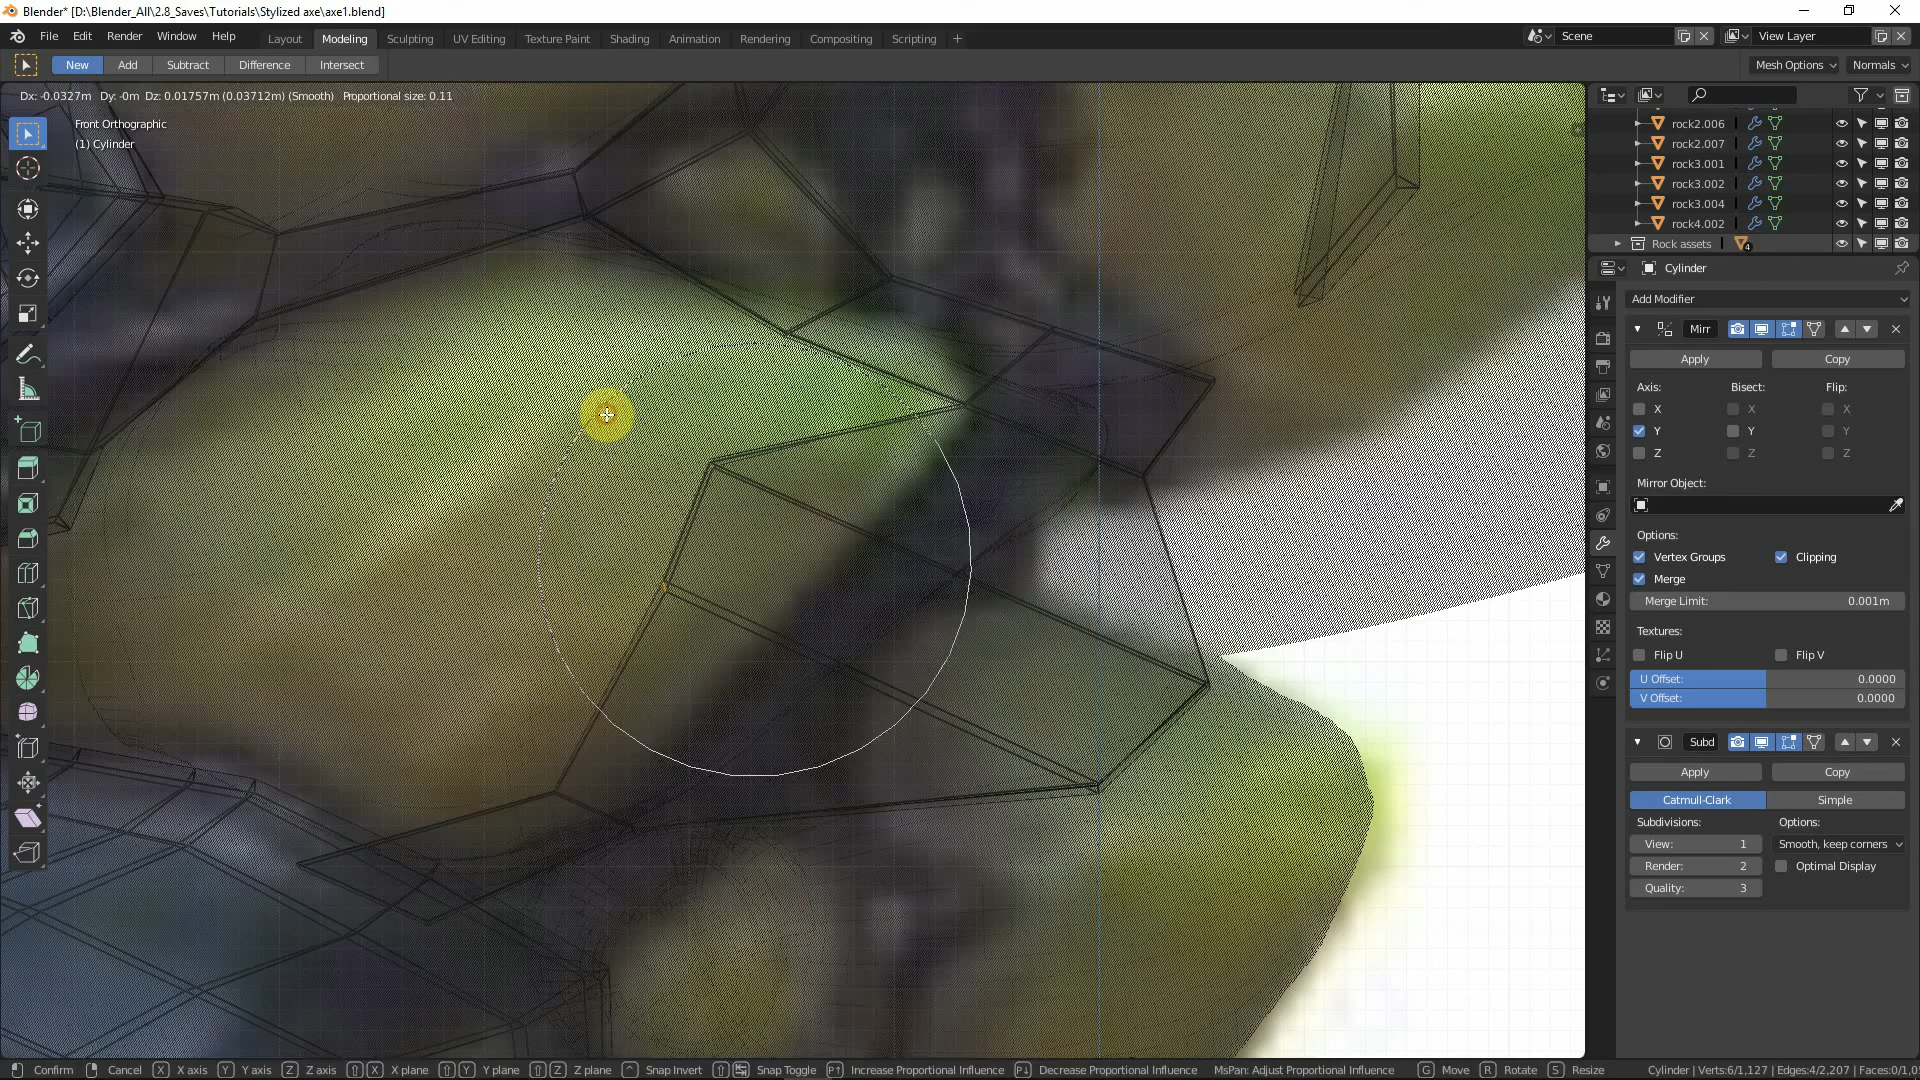 Blender* [D:\Blender_All\2.8_Saves\Tutorials\Stylized axe\axe1.blend]
File Edit Render Window Help Layout Modeling Sculpting UV Editing Texture Paint Shading Animation Rendering Compositing Scripting + Scene View Layer
New Add Subtract Difference Intersect Mesh Options Normals
Dx: -0.0327m Dy: -0m Dz: 0.01757m (0.03712m) (Smooth) Proportional size: 0.11
Front Orthographic
(1) Cylinder
rock2.006
rock2.007
rock3.001
rock3.002
rock3.004
rock4.002
Rock assets 4
Cylinder
Add Modifier
Mirr
Apply Copy
Axis: Bisect: Flip:
X X X
Y Y Y
Z Z Z
Mirror Object:
Options:
Vertex Groups Clipping
Merge
Merge Limit: 0.001m
Textures:
Flip U Flip V
U Offset: 0.0000
V Offset: 0.0000
Subd
Apply Copy
Catmull-Clark Simple
Subdivisions: Options:
View: 1 Smooth, keep corners
Render: 2 Optimal Display
Quality: 3
Confirm Cancel X X axis Y Y axis Z Z axis X X plane Y Y plane Z Z plane ^ Snap Invert Snap Toggle P↑ Increase Proportional Influence P↓ Decrease Proportional Influence MsPan: Adjust Proportional Influence G Move R Rotate S Resize Cylinder | Verts:6/1,127 | Edges:4/2,207 | Faces:0/1,0